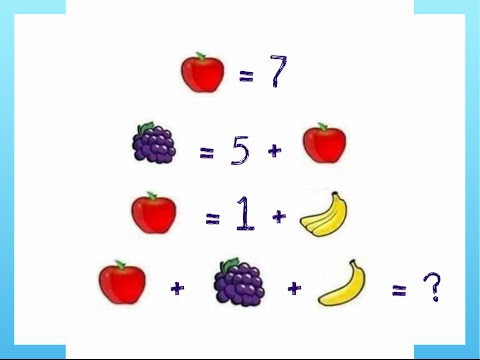 = 7
= 5 +
= 1 +
+ + = ?